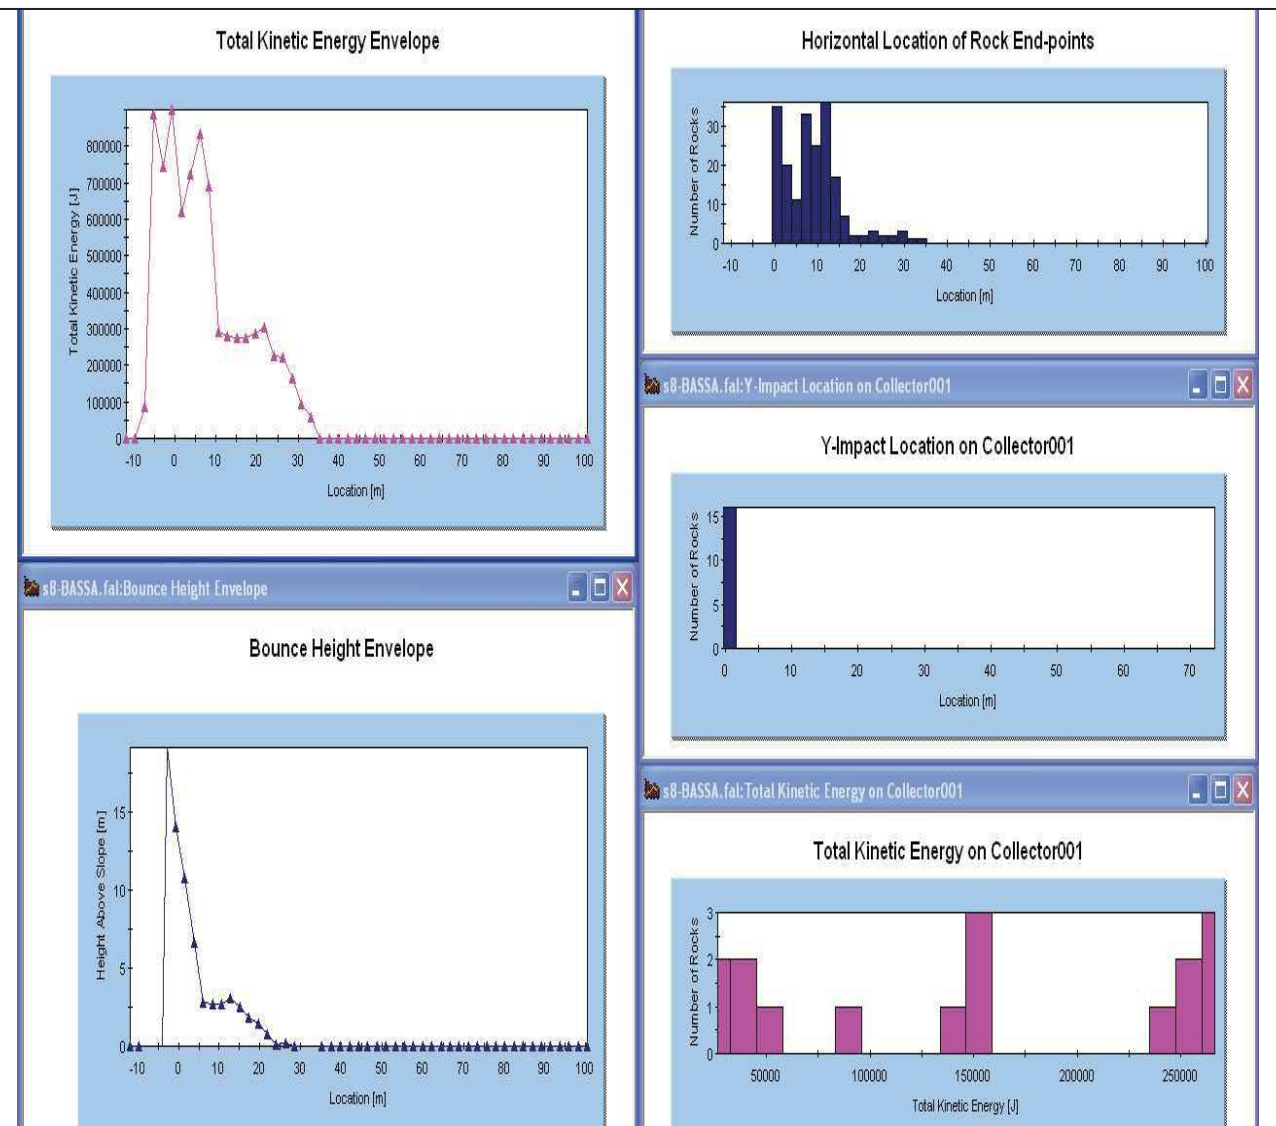 Total Kinetic Energy Envelope
Total Kinetic Energy [J]
800000
700000
600000
500000
400000
300000
200000
100000
0
-10 0 10 20 30 40 50 60 70 80 90 100
Location [m]
s8-BASSA.fal:Bounce Height Envelope
Bounce Height Envelope
Height Above Slope [m]
15
10
5
0
-10 0 10 20 30 40 50 60 70 80 90 100
Location [m]
Horizontal Location of Rock End-points
Number of Rocks
30
20
10
0
-10 0 10 20 30 40 50 60 70 80 90 100
Location [m]
s8-BASSA.fal:Y-Impact Location on Collector001
Y-Impact Location on Collector001
Number of Rocks
15
10
5
0
0 10 20 30 40 50 60 70
Location [m]
s8-BASSA.fal:Total Kinetic Energy on Collector001
Total Kinetic Energy on Collector001
Number of Rocks
3
2
1
0
50000 100000 150000 200000 250000
Total Kinetic Energy [J]